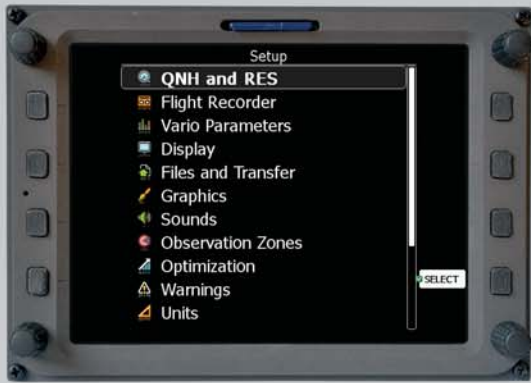 Setup
QNH and RES
Flight Recorder
Vario Parameters
Display
Files and Transfer
Graphics
Sounds
Observation Zones
Optimization
SELECT
Warnings
Units